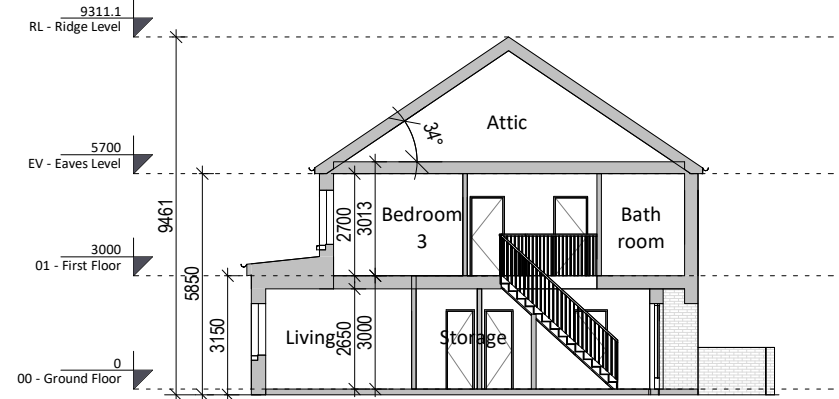 9311.1
RL - Ridge Level
Attic
34°
5700
EV - Eaves Level
9461
5850
2700
3013
Bedroom
3
Bath
room
3000
01 - First Floor
3150
Living
2650
3000
Storage
0
00 - Ground Floor